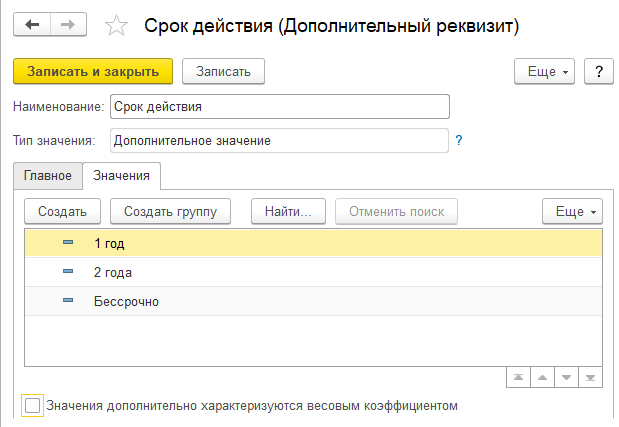 Срок действия (Дополнительный реквизит)
Записать и закрыть Записать Еще ?
Наименование: Срок действия
Тип значения: Дополнительное значение ?
Главное Значения
Создать Создать группу Найти... Отменить поиск Еще
1 год
2 года
Бессрочно
Значения дополнительно характеризуются весовым коэффициентом